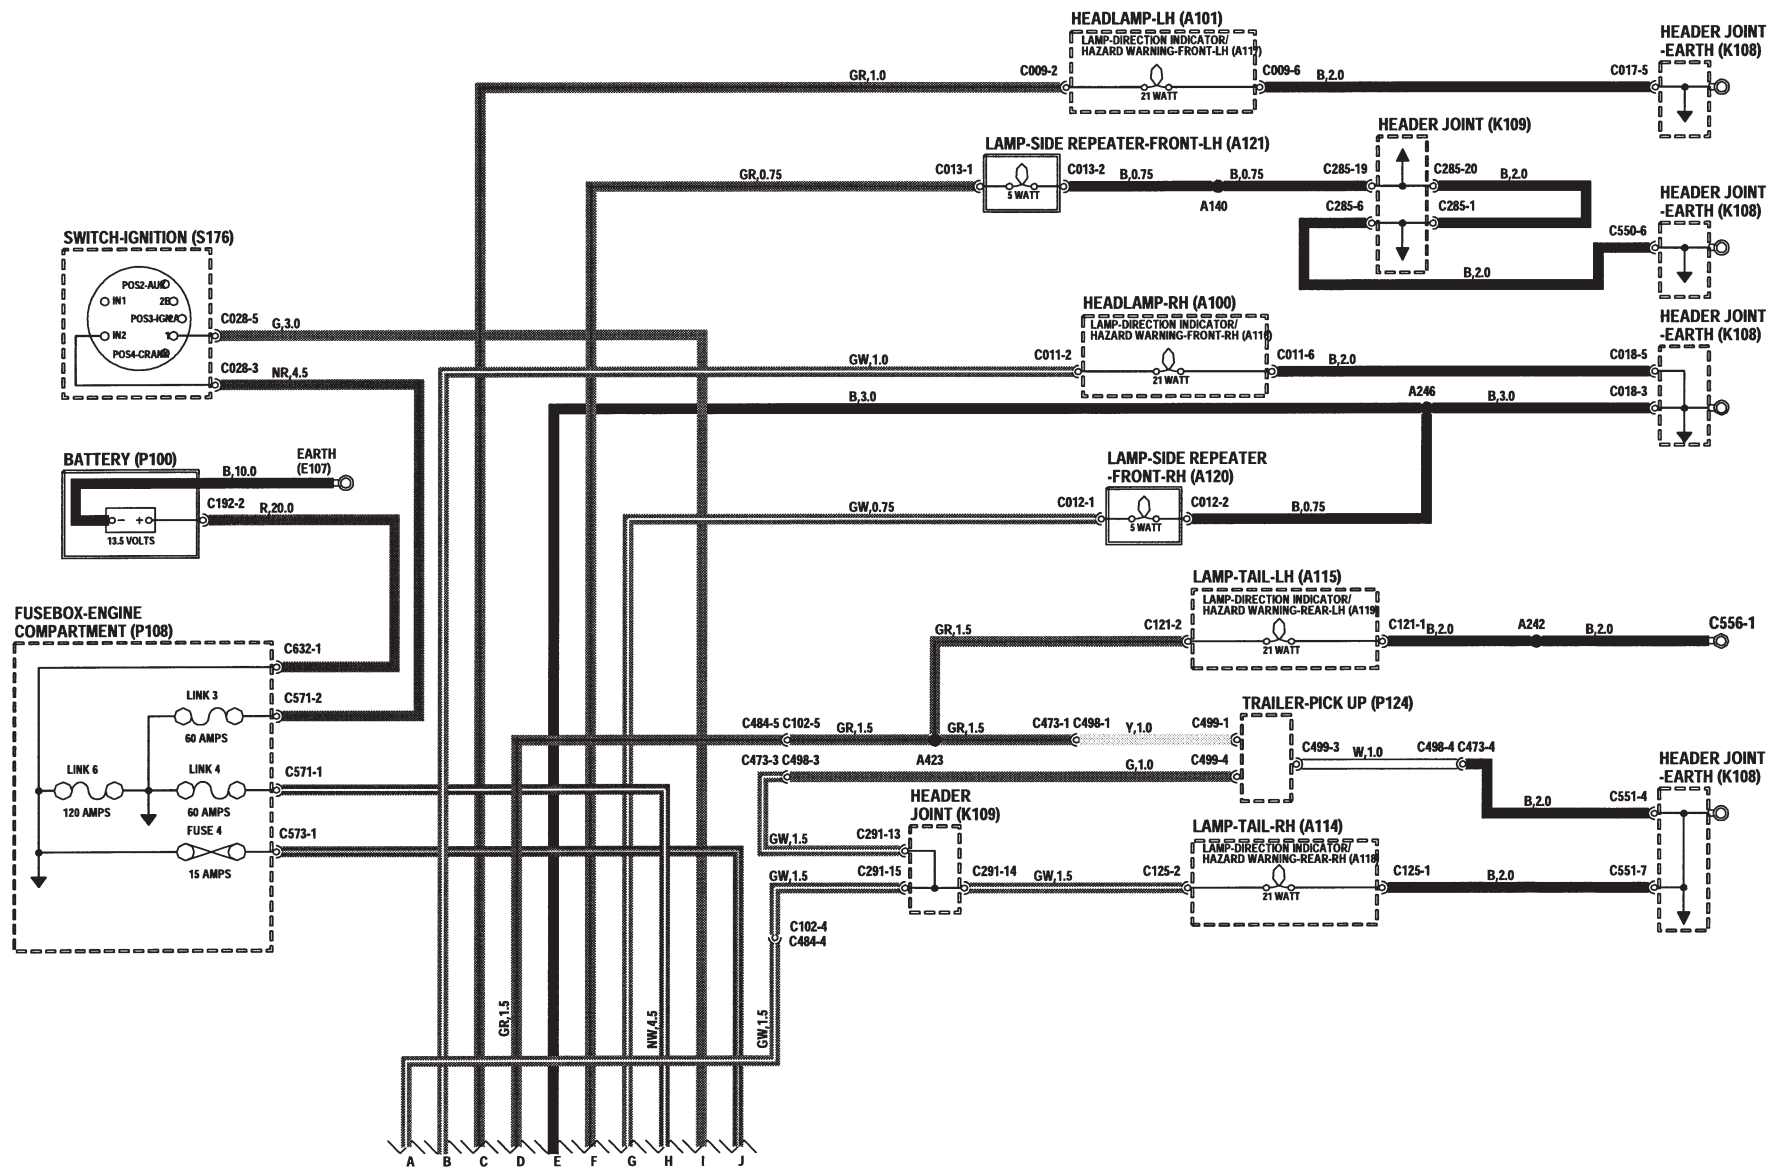 HEADLAMP-LH (A101)
LAMP-DIRECTION INDICATOR/
HAZARD WARNING-FRONT-LH (A117)
HEADER JOINT
-EARTH (K108)
GR,1.0
C009-2
21 WATT
C009-6
B,2.0
C017-5
HEADER JOINT (K109)
LAMP-SIDE REPEATER-FRONT-LH (A121)
GR,0.75
C013-1
5 WATT
C013-2
B,0.75
B,0.75
A140
C285-19
C285-20
B,2.0
C285-6
C285-1
B,2.0
HEADER JOINT
-EARTH (K108)
C550-6
SWITCH-IGNITION (S176)
POS2-AUX
IN1
2B
POS3-IGN
IN2
1
POS4-CRANK
C028-5
G,3.0
C028-3
NR,4.5
HEADLAMP-RH (A100)
LAMP-DIRECTION INDICATOR/
HAZARD WARNING-FRONT-RH (A116)
HEADER JOINT
-EARTH (K108)
GW,1.0
C011-2
21 WATT
C011-6
B,2.0
C018-5
B,3.0
A246
B,3.0
C018-3
BATTERY (P100)
EARTH
(E107)
B,10.0
C192-2
R,20.0
- +
13.5 VOLTS
LAMP-SIDE REPEATER
-FRONT-RH (A120)
GW,0.75
C012-1
5 WATT
C012-2
B,0.75
LAMP-TAIL-LH (A115)
LAMP-DIRECTION INDICATOR/
HAZARD WARNING-REAR-LH (A119)
GR,1.5
C121-2
21 WATT
C121-1
B,2.0
A242
B,2.0
C556-1
FUSEBOX-ENGINE
COMPARTMENT (P108)
C632-1
LINK 3
60 AMPS
C571-2
LINK 6
120 AMPS
LINK 4
60 AMPS
C571-1
FUSE 4
15 AMPS
C573-1
TRAILER-PICK UP (P124)
C484-5 C102-5
GR,1.5
GR,1.5
C473-1 C498-1
Y,1.0
C499-1
A423
C473-3 C498-3
G,1.0
C499-4
C499-3
W,1.0
C498-4 C473-4
HEADER JOINT
-EARTH (K108)
B,2.0
C551-4
HEADER
JOINT (K109)
GW,1.5
C291-13
GW,1.5
C291-15
C291-14
GW,1.5
LAMP-TAIL-RH (A114)
LAMP-DIRECTION INDICATOR/
HAZARD WARNING-REAR-RH (A118)
C125-2
21 WATT
C125-1
B,2.0
C551-7
C102-4
C484-4
GR,1.5
NW,4.5
GW,1.5
A B C D E F G H I J